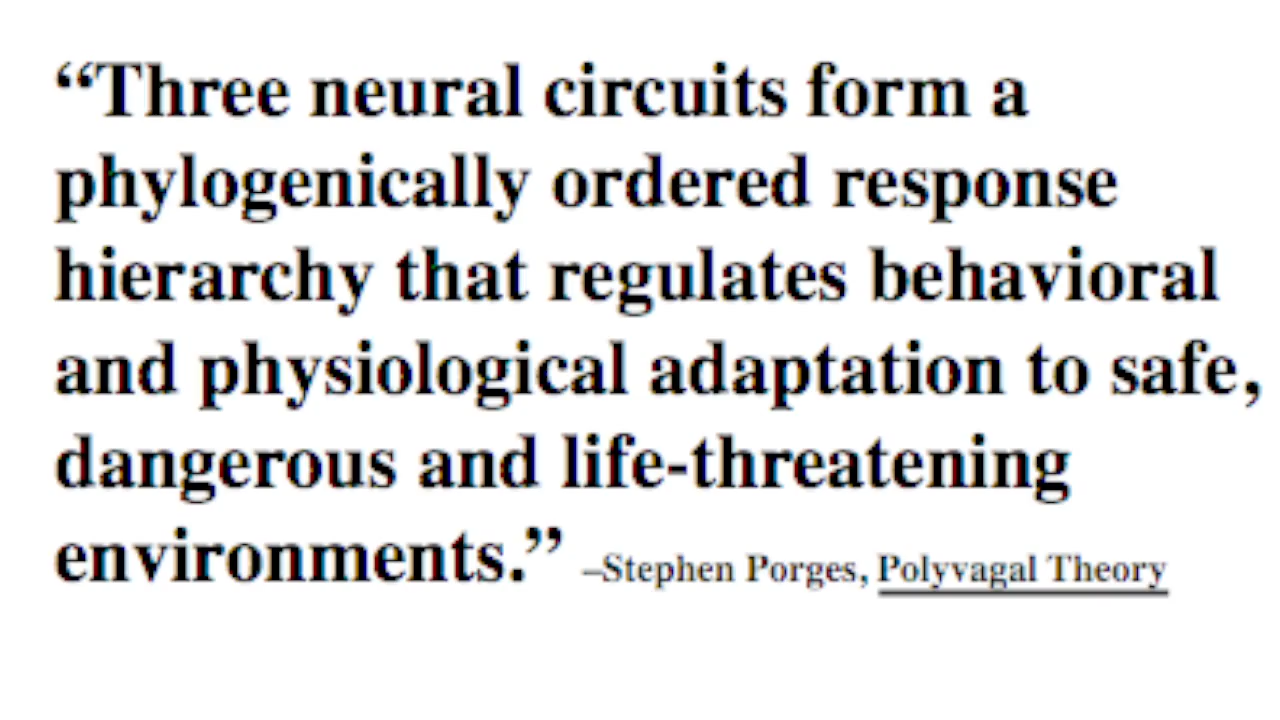 “Three neural circuits form a
phylogenically ordered response
hierarchy that regulates behavioral
and physiological adaptation to safe,
dangerous and life-threatening
environments.” –Stephen Porges, Polyvagal Theory